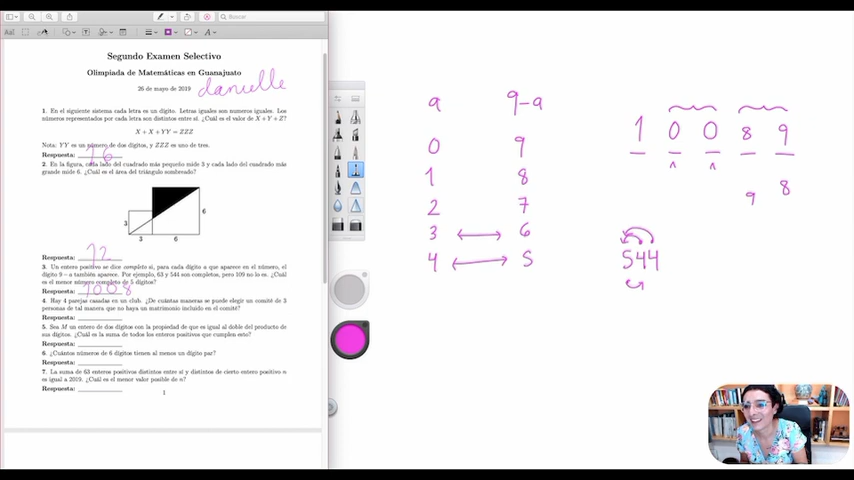 Buscar
Segundo Examen Selectivo
Olimpiada de Matemáticas en Guanajuato
26 de mayo de 2019
danielle
1. En el siguiente sistema cada letra es un dígito. Letras iguales son numeros iguales. Los
números representados por cada letra son distintos entre sí. ¿Cuál es el valor de X + Y + Z?
X + X + YY = ZZZ
Nota: YY es un número de dos dígitos, y ZZZ es uno de tres.
Respuesta: 16
2. En la figura, cada lado del cuadrado más pequeño mide 3 y cada lado del cuadrado más
grande mide 6. ¿Cuál es el área del triángulo sombreado?
3
6
3 6
Respuesta: 12
3. Un entero positivo se dice completo si, para cada dígito a que aparece en el número, el
dígito 9 − a también aparece. Por ejemplo, 63 y 544 son completos, pero 109 no lo es. ¿Cuál
es el menor número completo de 5 dígitos?
Respuesta:
4. Hay 4 parejas casadas en un club. ¿De cuántas maneras se puede elegir un comité de 3
personas de tal manera que no haya un matrimonio incluido en el comité?
Respuesta:
5. Sea M un entero de dos dígitos con la propiedad de que es igual al doble del producto de
sus dígitos. ¿Cuál es la suma de todos los enteros positivos que cumplen esto?
Respuesta:
6. ¿Cuántos números de 6 dígitos tienen al menos un dígito par?
Respuesta:
7. La suma de 63 enteros positivos distintos entre sí y distintos de cierto entero positivo n
es igual a 2019. ¿Cuál es el menor valor posible de n?
Respuesta:
1
a 9-a
0 9
1 8
2 7
3 ↔ 6
4 ↔ 5
1 0 0 8 9
9 8
544